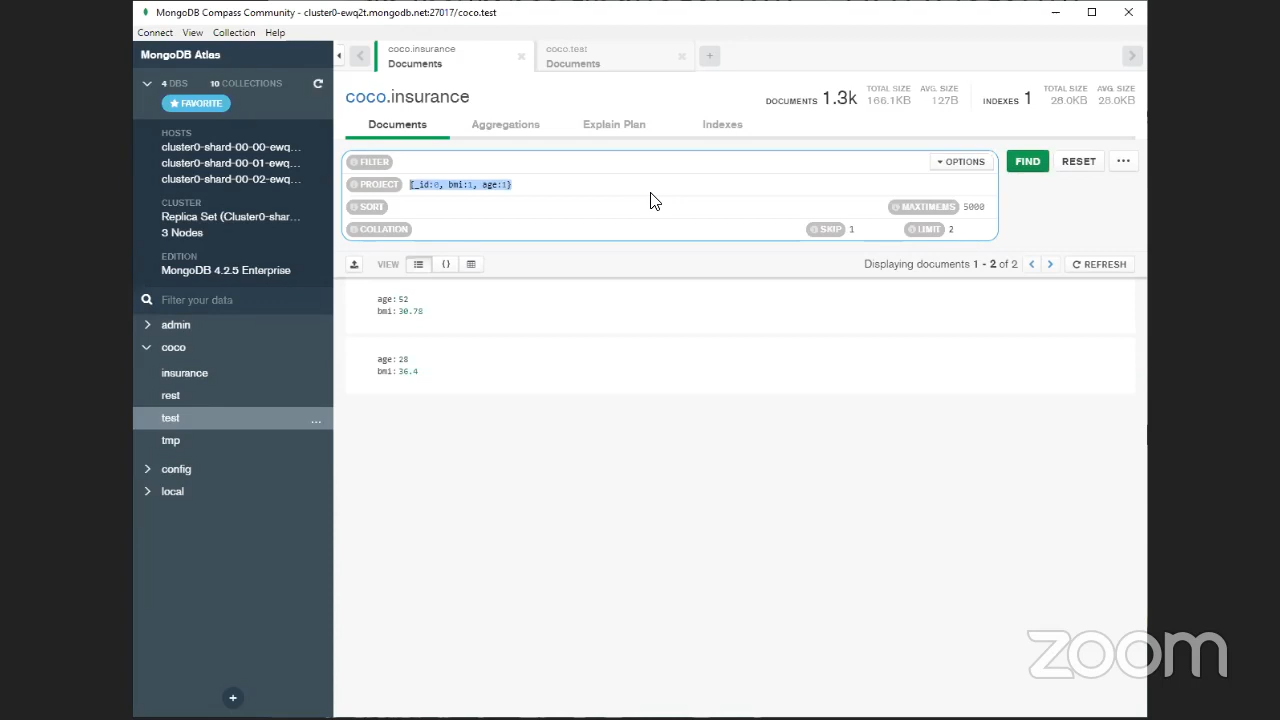 MongoDB Compass Community - cluster0-ewq2t.mongodb.net:27017/coco.test
Connect View Collection Help
MongoDB Atlas
4 DBS 10 COLLECTIONS
FAVORITE
HOSTS
cluster0-shard-00-00-ewq...
cluster0-shard-00-01-ewq...
cluster0-shard-00-02-ewq...
CLUSTER
Replica Set (Cluster0-shar...
3 Nodes
EDITION
MongoDB 4.2.5 Enterprise
Filter your data
admin
coco
insurance
rest
test ...
tmp
config
local
+
coco.insurance
Documents
coco.test
Documents
+
coco.insurance
DOCUMENTS 1.3k
TOTAL SIZE
166.1KB
AVG. SIZE
127B
INDEXES 1
TOTAL SIZE
28.0KB
AVG. SIZE
28.0KB
Documents Aggregations Explain Plan Indexes
FILTER OPTIONS FIND RESET ...
PROJECT {_id:0, bmi:1, age:1}
SORT MAXTIMEMS 5000
COLLATION SKIP 1 LIMIT 2
VIEW {} Displaying documents 1 - 2 of 2 < > REFRESH
age: 52
bmi: 30.78
age: 28
bmi: 36.4
zoom